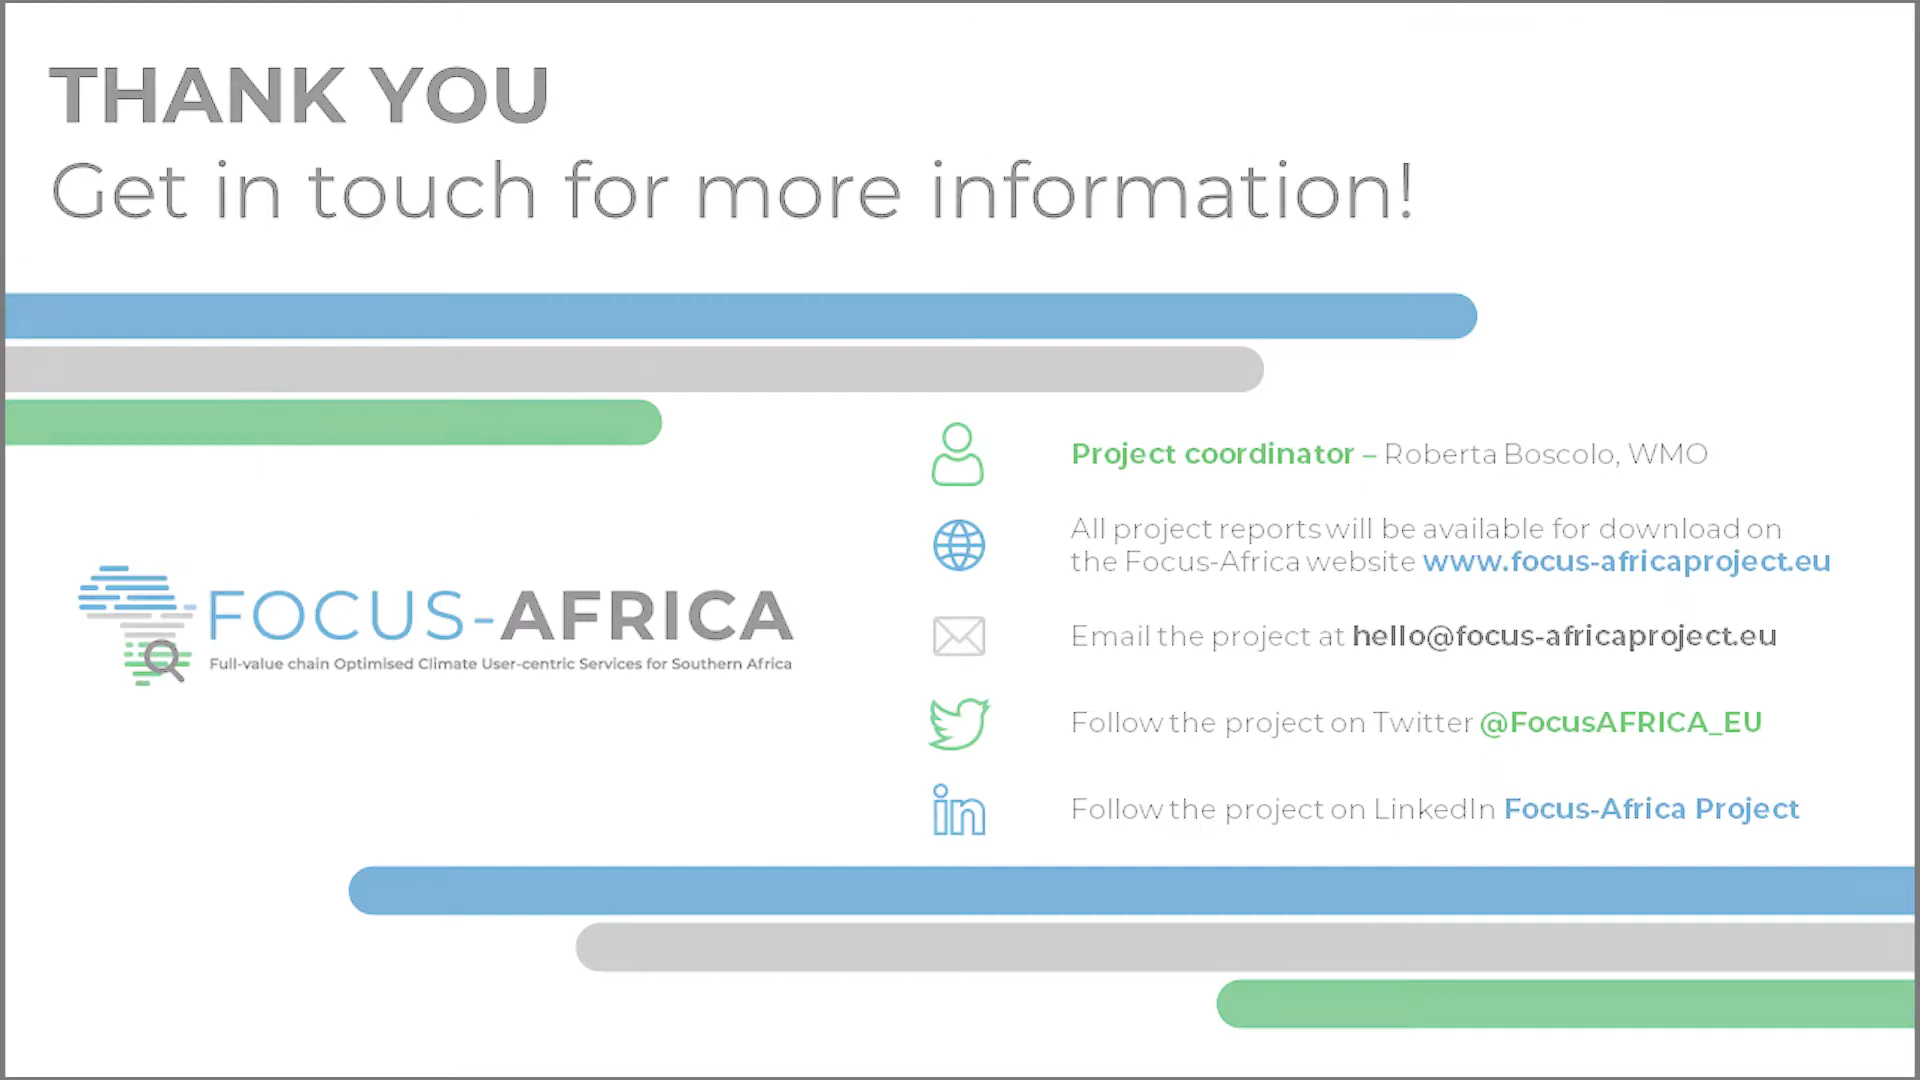 THANK YOU
Get in touch for more information!
Project coordinator – Roberta Boscolo, WMO
All project reports will be available for download on
the Focus-Africa website www.focus-africaproject.eu
FOCUS-AFRICA
Full-value chain Optimised Climate User-centric Services for Southern Africa
Email the project at hello@focus-africaproject.eu
Follow the project on Twitter @FocusAFRICA_EU
Follow the project on LinkedIn Focus-Africa Project